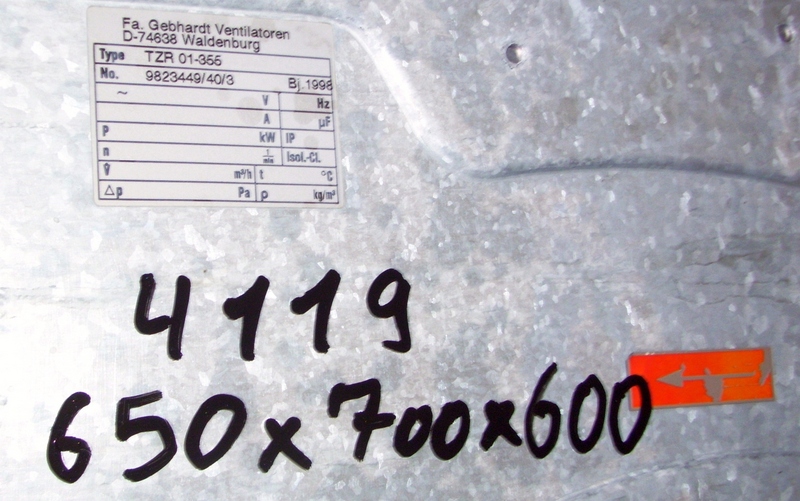 Fa. Gebhardt Ventilatoren
D-74638 Waldenburg
Type TZR 01-355
No. 9823449/40/3 Bj.1998
~ V Hz
A µF
P kW IP
n 1/min Isol.-Cl.
V̇ m³/h t °C
△p Pa ρ kg/m³
4119
650x700x600